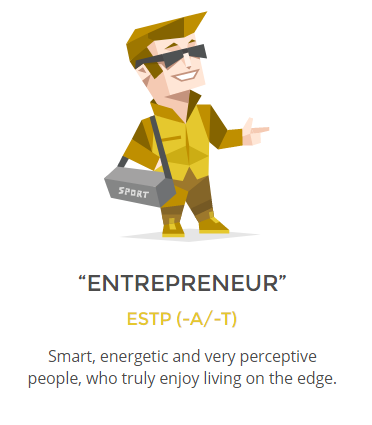 SPORT
“ENTREPRENEUR”
ESTP (-A/-T)
Smart, energetic and very perceptive
people, who truly enjoy living on the edge.